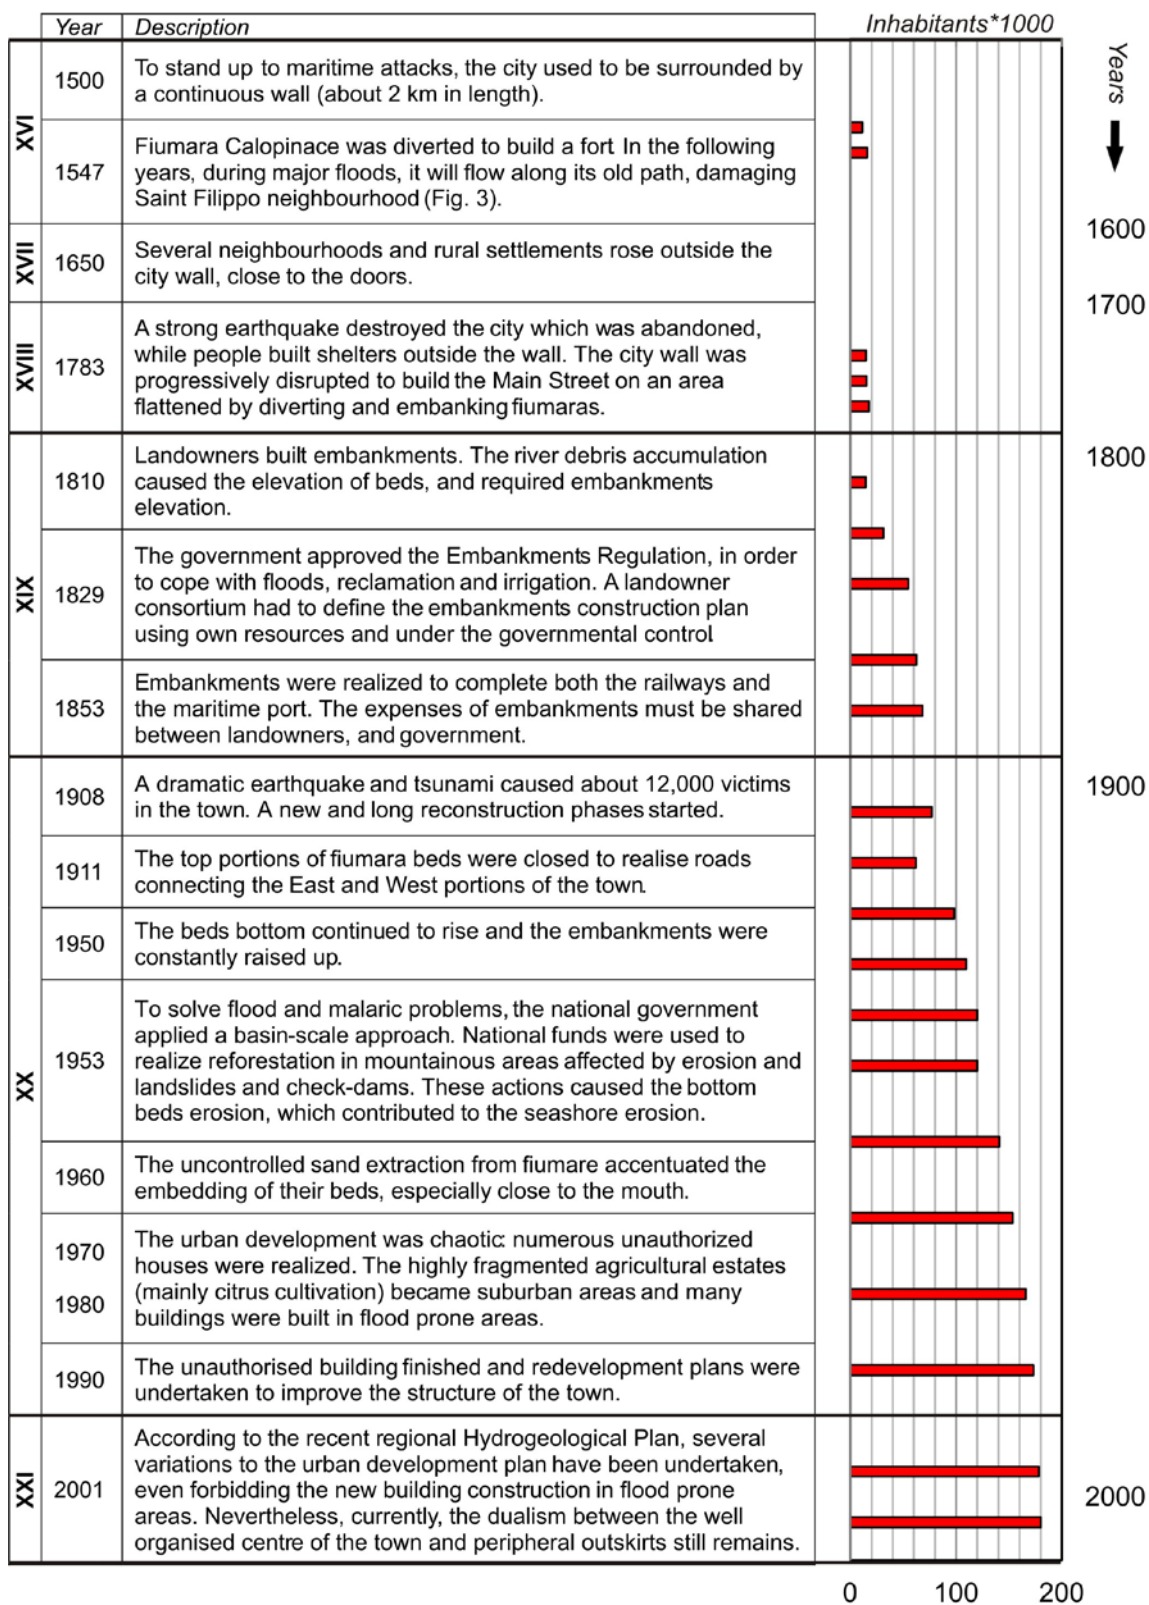 Year Description Inhabitants*1000
Years
XVI
1500
To stand up to maritime attacks, the city used to be surrounded by
a continuous wall (about 2 km in length).
1547
Fiumara Calopinace was diverted to build a fort In the following
years, during major floods, it will flow along its old path, damaging
Saint Filippo neighbourhood (Fig. 3).
1600
XVII
1650
Several neighbourhoods and rural settlements rose outside the
city wall, close to the doors.
1700
XVIII
1783
A strong earthquake destroyed the city which was abandoned,
while people built shelters outside the wall. The city wall was
progressively disrupted to build the Main Street on an area
flattened by diverting and embanking fiumaras.
1800
XIX
1810
Landowners built embankments. The river debris accumulation
caused the elevation of beds, and required embankments
elevation.
1829
The government approved the Embankments Regulation, in order
to cope with floods, reclamation and irrigation. A landowner
consortium had to define the embankments construction plan
using own resources and under the governmental control
1853
Embankments were realized to complete both the railways and
the maritime port. The expenses of embankments must be shared
between landowners, and government.
1900
XX
1908
A dramatic earthquake and tsunami caused about 12,000 victims
in the town. A new and long reconstruction phases started.
1911
The top portions of fiumara beds were closed to realise roads
connecting the East and West portions of the town.
1950
The beds bottom continued to rise and the embankments were
constantly raised up.
1953
To solve flood and malaric problems, the national government
applied a basin-scale approach. National funds were used to
realize reforestation in mountainous areas affected by erosion and
landslides and check-dams. These actions caused the bottom
beds erosion, which contributed to the seashore erosion.
1960
The uncontrolled sand extraction from fiumare accentuated the
embedding of their beds, especially close to the mouth.
1970
1980
The urban development was chaotic: numerous unauthorized
houses were realized. The highly fragmented agricultural estates
(mainly citrus cultivation) became suburban areas and many
buildings were built in flood prone areas.
1990
The unauthorised building finished and redevelopment plans were
undertaken to improve the structure of the town.
XXI
2001
According to the recent regional Hydrogeological Plan, several
variations to the urban development plan have been undertaken,
even forbidding the new building construction in flood prone
areas. Nevertheless, currently, the dualism between the well
organised centre of the town and peripheral outskirts still remains.
2000
0 100 200